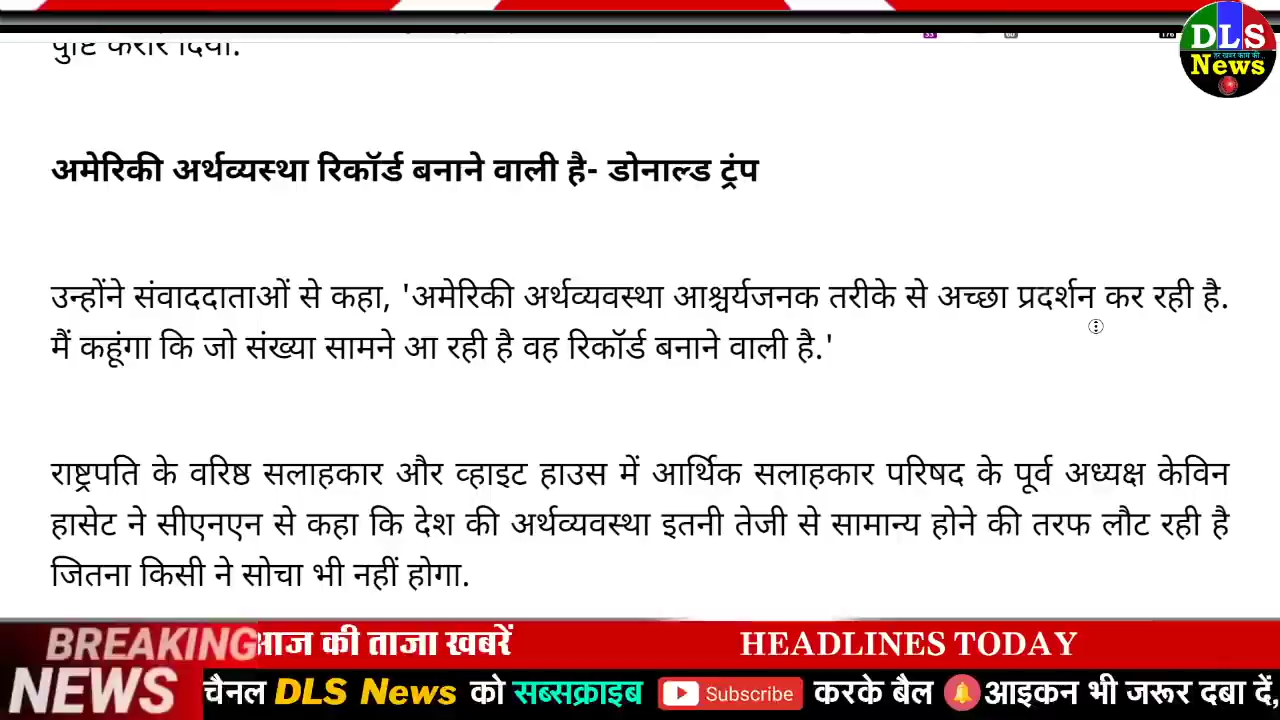 पुष्टि करार दिया.
DLS
हर खबर काम की...
News
अमेरिकी अर्थव्यस्था रिकॉर्ड बनाने वाली है- डोनाल्ड ट्रंप
उन्होंने संवाददाताओं से कहा, 'अमेरिकी अर्थव्यवस्था आश्चर्यजनक तरीके से अच्छा प्रदर्शन कर रही है.
मैं कहूंगा कि जो संख्या सामने आ रही है वह रिकॉर्ड बनाने वाली है.'
राष्ट्रपति के वरिष्ठ सलाहकार और व्हाइट हाउस में आर्थिक सलाहकार परिषद के पूर्व अध्यक्ष केविन
हासेट ने सीएनएन से कहा कि देश की अर्थव्यवस्था इतनी तेजी से सामान्य होने की तरफ लौट रही है
जितना किसी ने सोचा भी नहीं होगा.
BREAKING
NEWS
आज की ताजा खबरें HEADLINES TODAY
चैनल DLS News को सब्सक्राइब Subscribe करके बैल आइकन भी जरूर दबा दें,